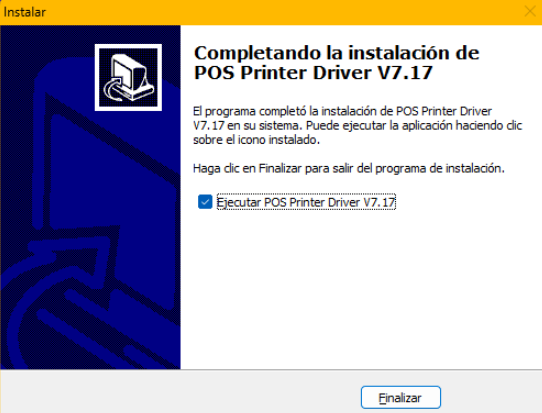 Instalar
Completando la instalación de
POS Printer Driver V7.17
El programa completó la instalación de POS Printer Driver
V7.17 en su sistema. Puede ejecutar la aplicación haciendo clic
sobre el icono instalado.
Haga clic en Finalizar para salir del programa de instalación.
Ejecutar POS Printer Driver V7.17
Finalizar